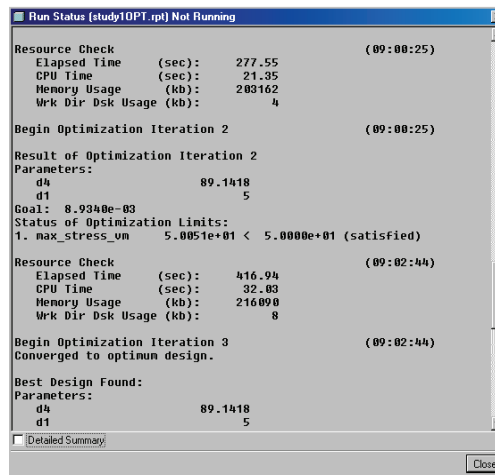 Run Status (study1OPT.rpt) Not Running
Resource Check (09:00:25)
Elapsed Time (sec): 277.55
CPU Time (sec): 21.35
Memory Usage (kb): 203162
Wrk Dir Dsk Usage (kb): 4
Begin Optimization Iteration 2 (09:00:25)
Result of Optimization Iteration 2
Parameters:
d4 89.1418
d1 5
Goal: 8.9340e-03
Status of Optimization Limits:
1. max_stress_vm 5.0051e+01 < 5.0000e+01 (satisfied)
Resource Check (09:02:44)
Elapsed Time (sec): 416.94
CPU Time (sec): 32.03
Memory Usage (kb): 216090
Wrk Dir Dsk Usage (kb): 8
Begin Optimization Iteration 3 (09:02:44)
Converged to optimum design.
Best Design Found:
Parameters:
d4 89.1418
d1 5
Detailed Summary
Close